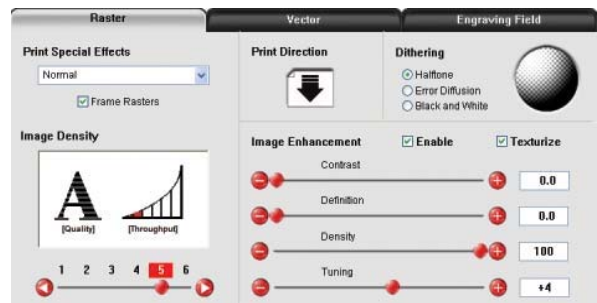 Raster
Vector
Engraving Field
Print Special Effects
Normal
Frame Rasters
Print Direction
Dithering
Halftone
Error Diffusion
Black and White
Image Density
A
[Quality]
[Throughput]
1 2 3 4 5 6
Image Enhancement
Enable
Texturize
Contrast
0.0
Definition
0.0
Density
100
Tuning
+4